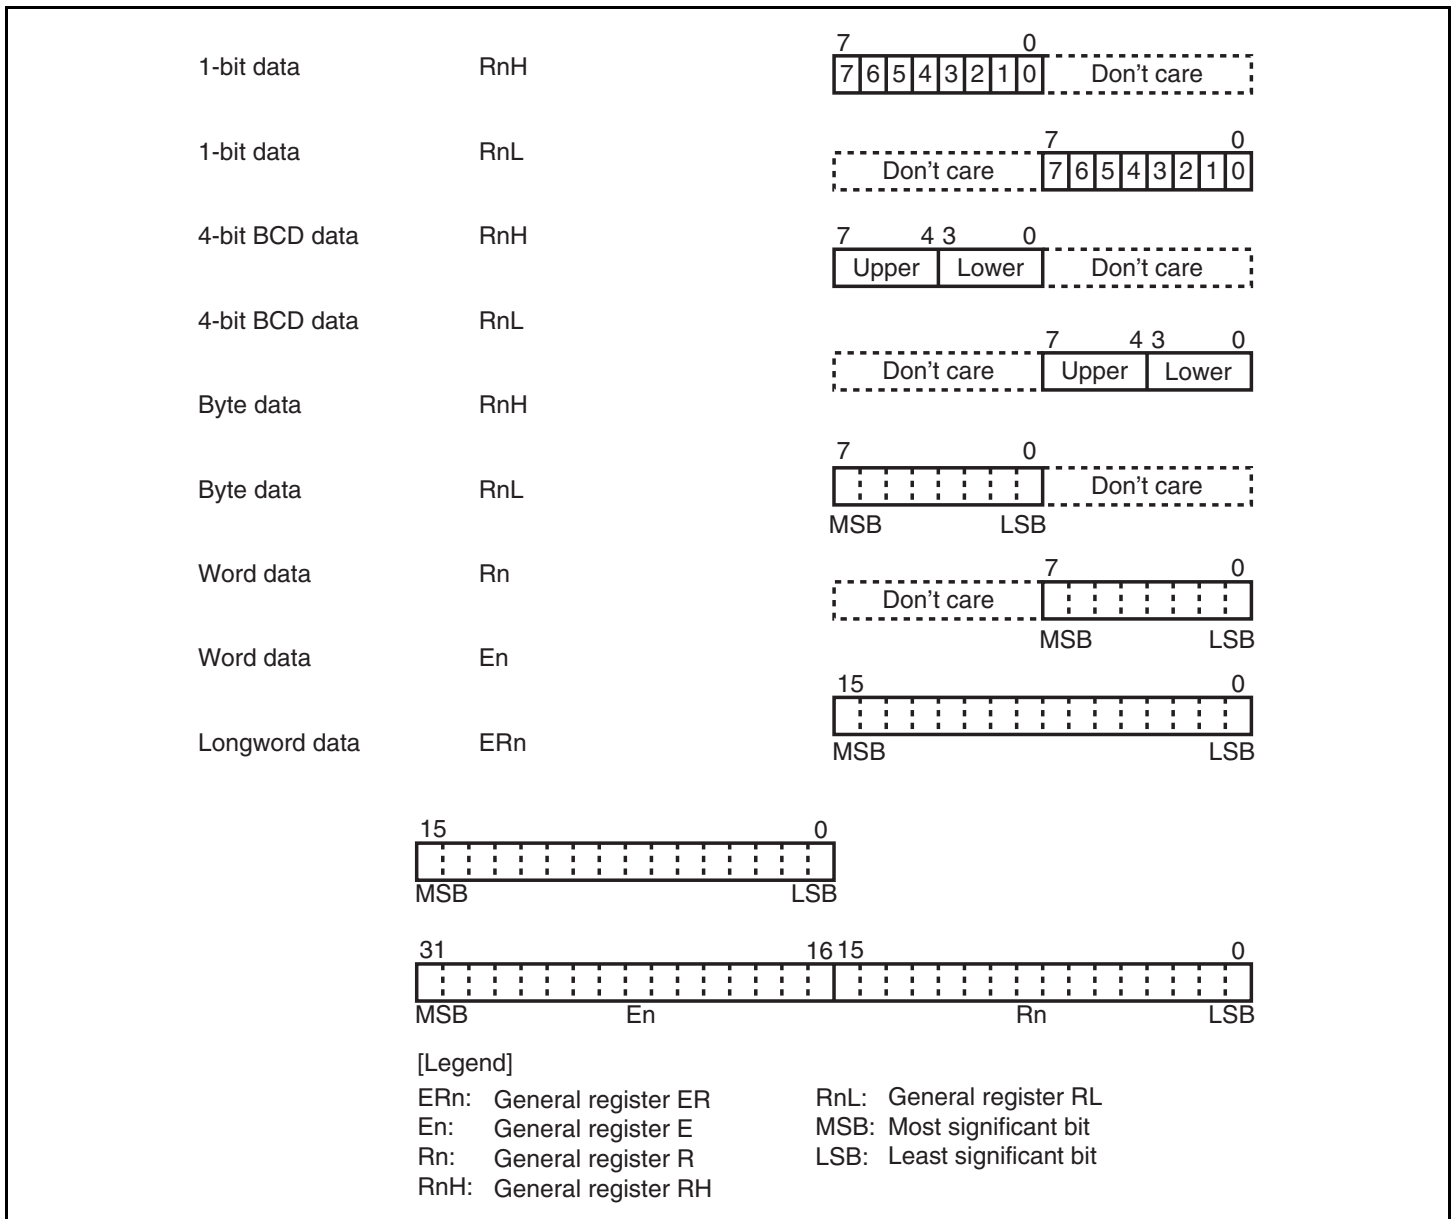 7 0
1-bit data RnH 7 6 5 4 3 2 1 0 Don't care
7 0
1-bit data RnL Don't care 7 6 5 4 3 2 1 0
4-bit BCD data RnH 7 4 3 0
Upper Lower Don't care
4-bit BCD data RnL
7 4 3 0
Don't care Upper Lower
Byte data RnH
7 0
Byte data RnL Don't care
MSB LSB
Word data Rn 7 0
Don't care
MSB LSB
Word data En
15 0
Longword data ERn MSB LSB
15 0
MSB LSB
31 16 15 0
MSB En Rn LSB
[Legend]
ERn: General register ER
En: General register E
Rn: General register R
RnH: General register RH
RnL: General register RL
MSB: Most significant bit
LSB: Least significant bit